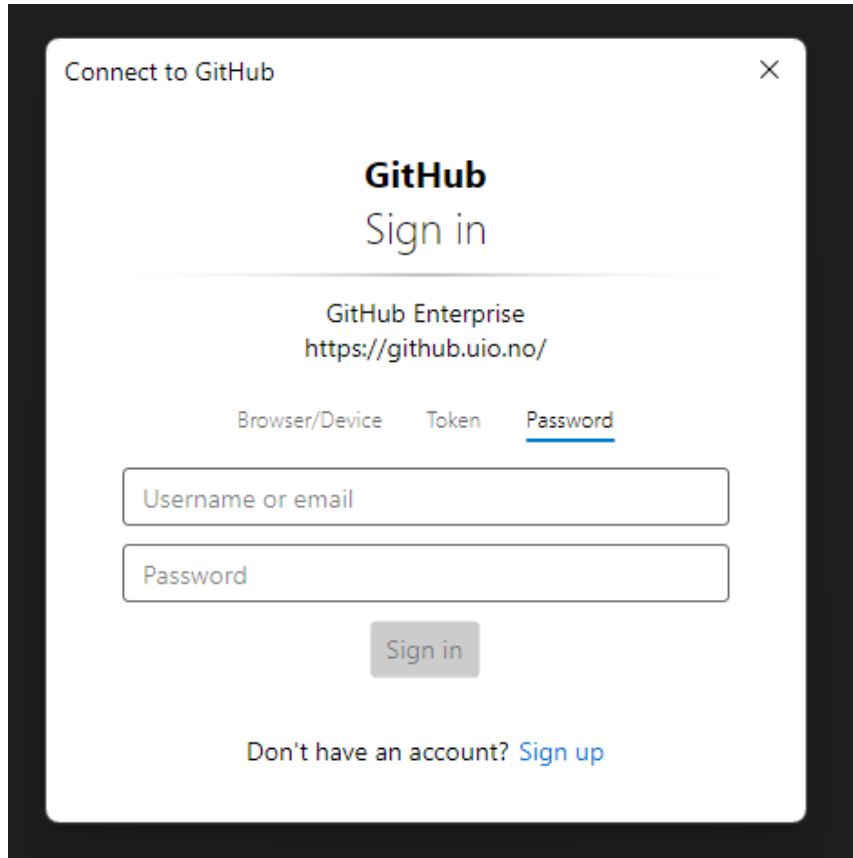 Connect to GitHub
GitHub
Sign in
GitHub Enterprise
https://github.uio.no/
Browser/Device Token Password
Username or email
Password
Sign in
Don't have an account? Sign up